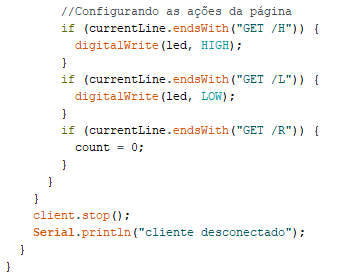 //Configurando as ações da página
if (currentLine.endsWith("GET /H")) {
digitalWrite(led, HIGH);
}
if (currentLine.endsWith("GET /L")) {
digitalWrite(led, LOW);
}
if (currentLine.endsWith("GET /R")) {
count = 0;
}
}
}
client.stop();
Serial.println("cliente desconectado");
}
}